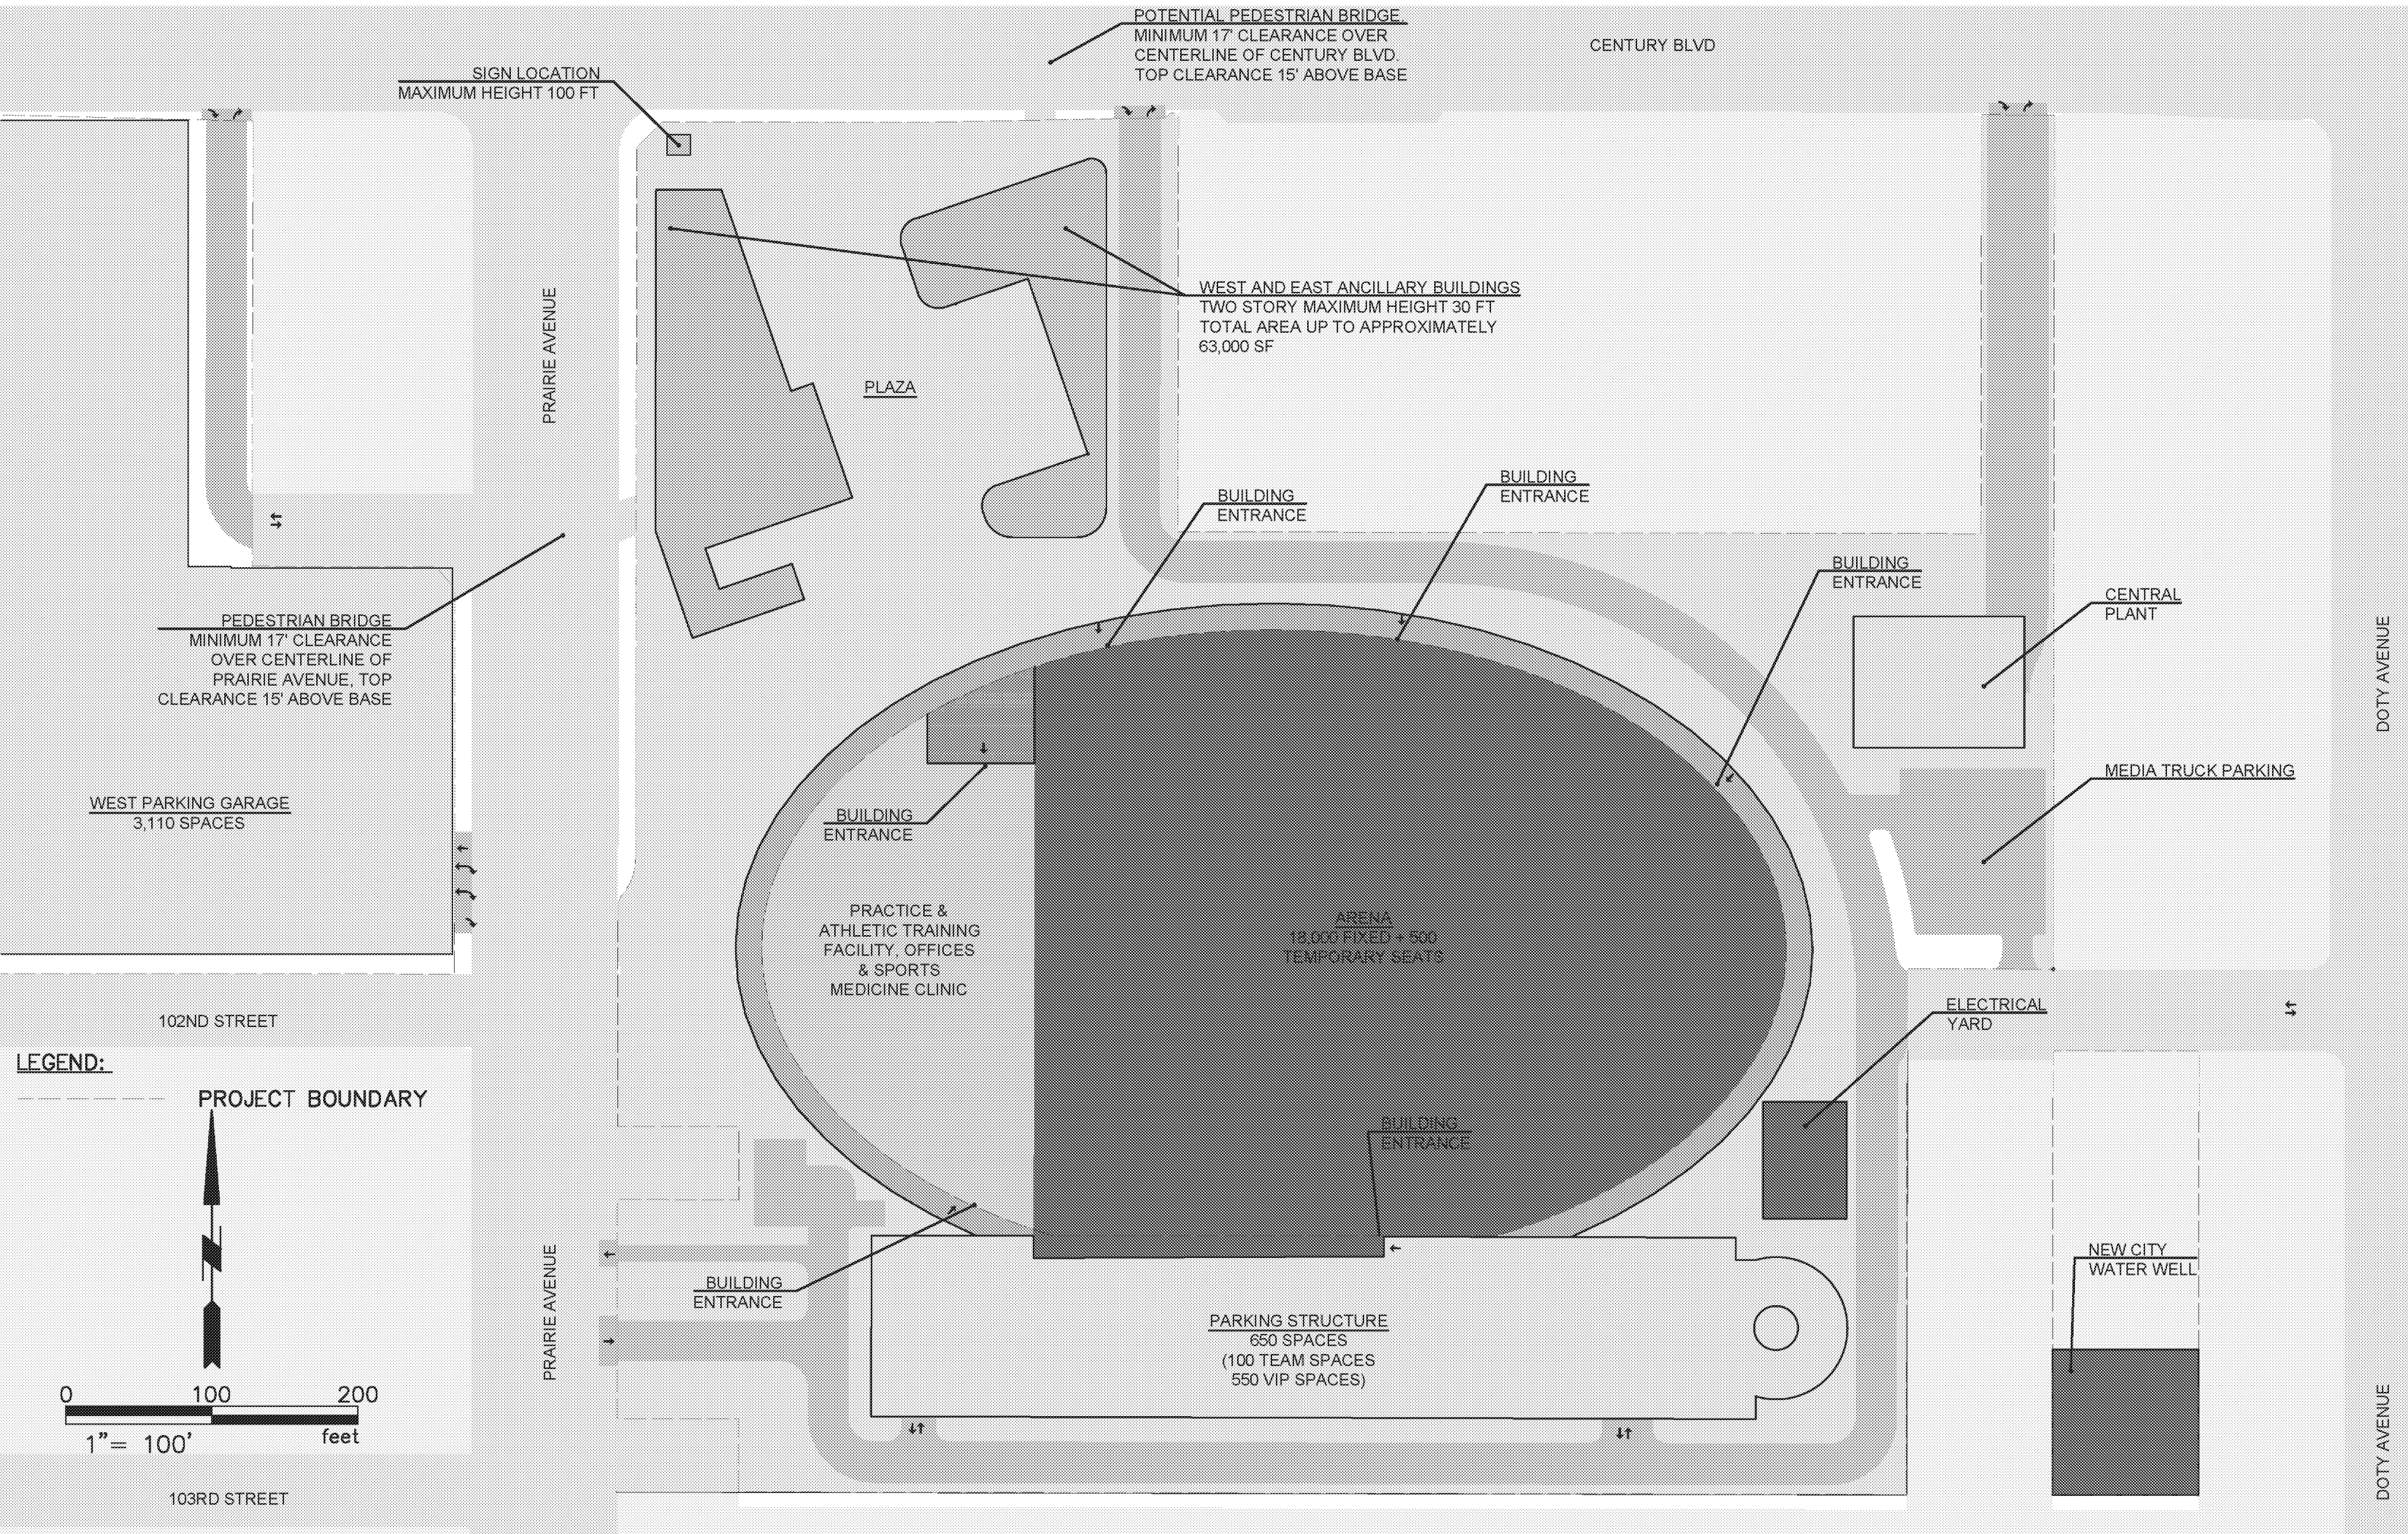 POTENTIAL PEDESTRIAN BRIDGE.
MINIMUM 17' CLEARANCE OVER
CENTERLINE OF CENTURY BLVD.
TOP CLEARANCE 15' ABOVE BASE
CENTURY BLVD
SIGN LOCATION
MAXIMUM HEIGHT 100 FT
PRAIRIE AVENUE
WEST AND EAST ANCILLARY BUILDINGS
TWO STORY MAXIMUM HEIGHT 30 FT
TOTAL AREA UP TO APPROXIMATELY
63,000 SF
PLAZA
BUILDING
ENTRANCE
BUILDING
ENTRANCE
BUILDING
ENTRANCE
CENTRAL
PLANT
DOTY AVENUE
PEDESTRIAN BRIDGE
MINIMUM 17' CLEARANCE
OVER CENTERLINE OF
PRAIRIE AVENUE, TOP
CLEARANCE 15' ABOVE BASE
MEDIA TRUCK PARKING
WEST PARKING GARAGE
3,110 SPACES
BUILDING
ENTRANCE
PRACTICE &
ATHLETIC TRAINING
FACILITY, OFFICES
& SPORTS
MEDICINE CLINIC
ARENA
18,000 FIXED + 500
TEMPORARY SEATS
102ND STREET
ELECTRICAL
YARD
LEGEND:
PROJECT BOUNDARY
BUILDING
ENTRANCE
NEW CITY
WATER WELL
BUILDING
ENTRANCE
PRAIRIE AVENUE
PARKING STRUCTURE
650 SPACES
(100 TEAM SPACES
550 VIP SPACES)
0 100 200
1"= 100' feet
DOTY AVENUE
103RD STREET